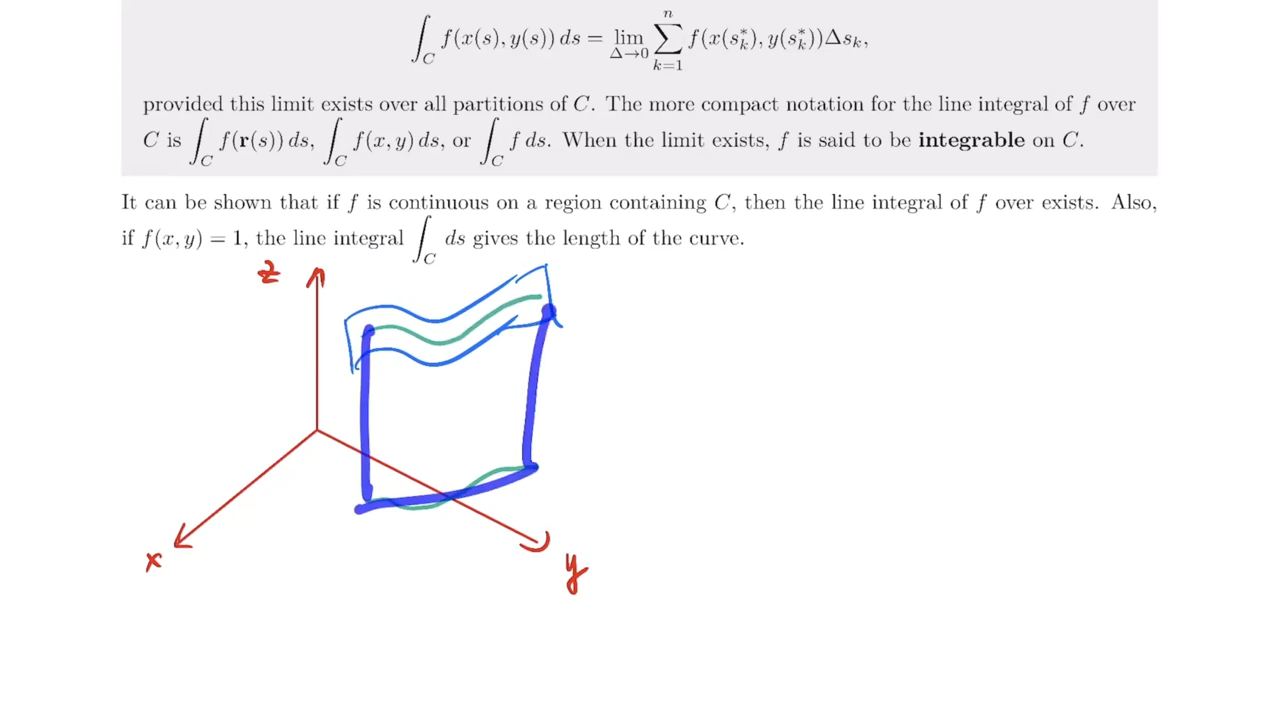 ∫_C f(x(s), y(s)) ds = lim_{Δ→0} ∑_{k=1}^{n} f(x(s*_k), y(s*_k))Δs_k,
provided this limit exists over all partitions of C. The more compact notation for the line integral of f over
C is ∫_C f(r(s)) ds, ∫_C f(x, y) ds, or ∫_C f ds. When the limit exists, f is said to be integrable on C.
It can be shown that if f is continuous on a region containing C, then the line integral of f over exists. Also,
if f(x, y) = 1, the line integral ∫_C ds gives the length of the curve.
z
x
y